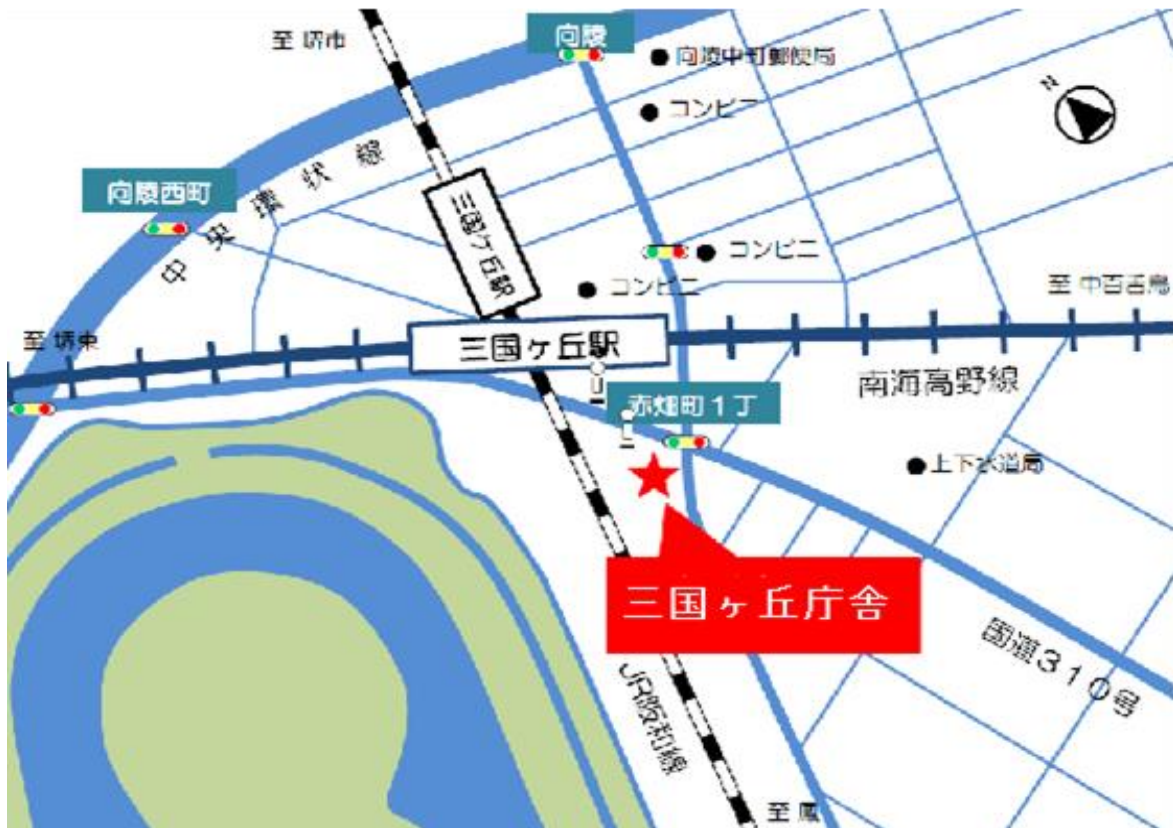 至 堺市
向陵
向陵中町郵便局
コンビニ
N
向陵西町
中央環状線
三国ケ丘駅
コンビニ
コンビニ
至 中百舌鳥
至 堺東
三国ヶ丘駅
南海高野線
赤畑町1丁
上下水道局
三国ヶ丘庁舎
国道310号
JR阪和線
至 鳳